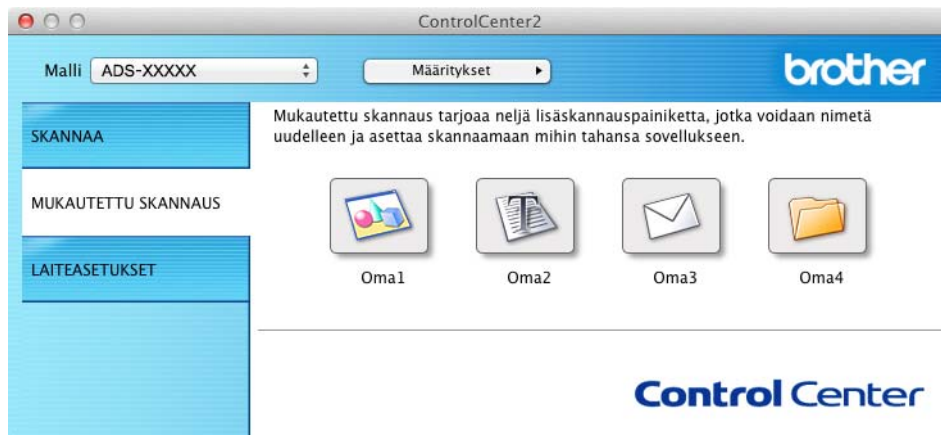 ControlCenter2
Malli ADS-XXXXX Määritykset brother
SKANNAA
MUKAUTETTU SKANNAUS
LAITEASETUKSET
Mukautettu skannaus tarjoaa neljä lisäskannauspainiketta, jotka voidaan nimetä
uudelleen ja asettaa skannaamaan mihin tahansa sovellukseen.
Oma1 Oma2 Oma3 Oma4
Control Center